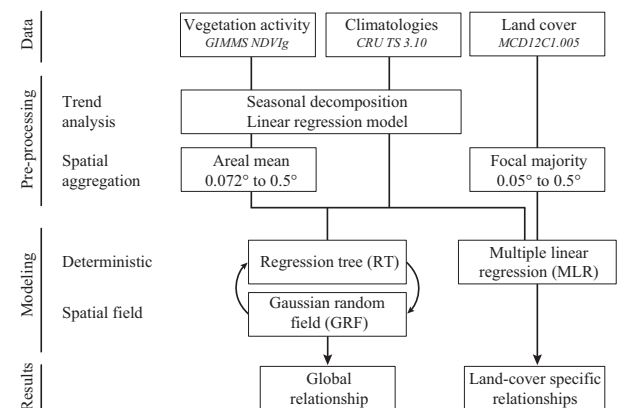 Data
Vegetation activity
GIMMS NDVIg
Climatologies
CRU TS 3.10
Land cover
MCD12C1.005
Pre-processing
Trend
analysis
Seasonal decomposition
Linear regression model
Spatial
aggregation
Areal mean
0.072° to 0.5°
Focal majority
0.05° to 0.5°
Modeling
Deterministic
Regression tree (RT)
Multiple linear
regression (MLR)
Spatial field
Gaussian random
field (GRF)
Results
Global
relationship
Land-cover specific
relationships